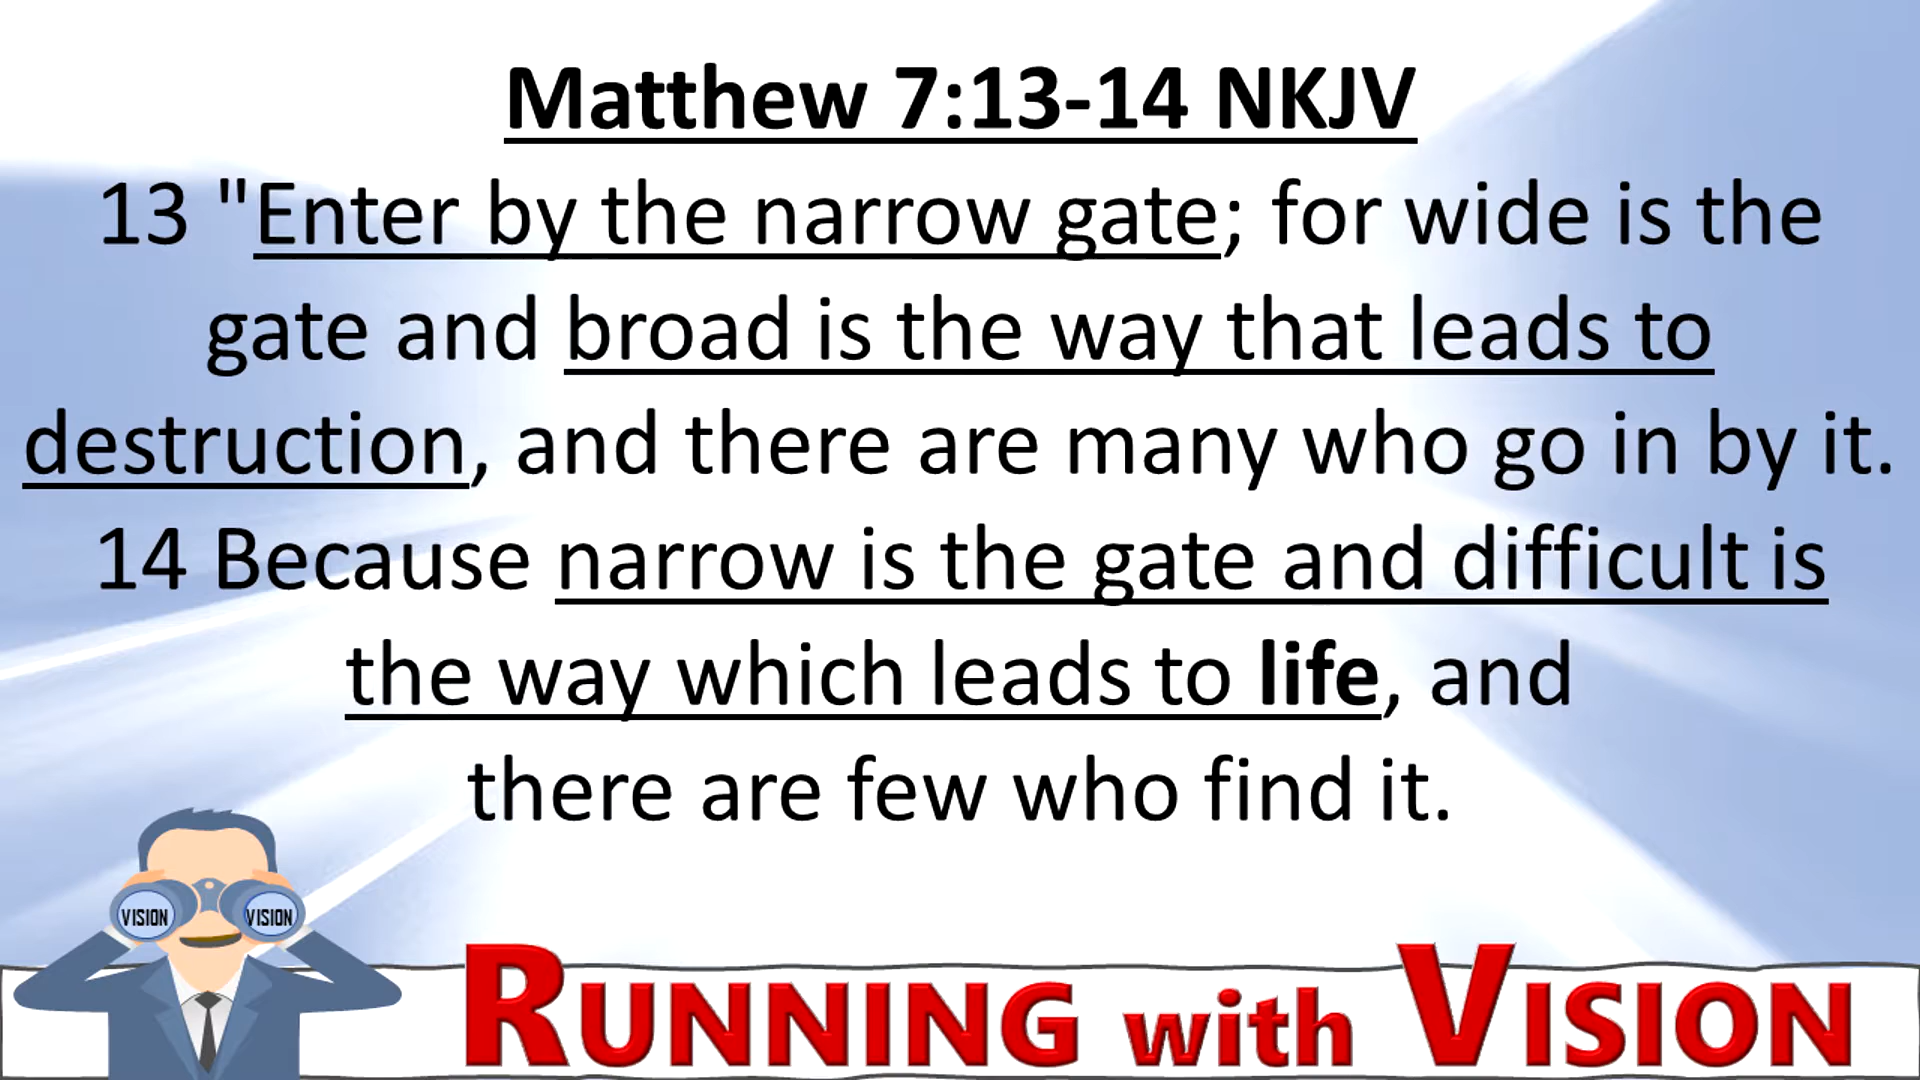 Matthew 7:13-14 NKJV
13 "Enter by the narrow gate; for wide is the
gate and broad is the way that leads to
destruction, and there are many who go in by it.
14 Because narrow is the gate and difficult is
the way which leads to life, and
there are few who find it.
VISION VISION
RUNNING with VISION